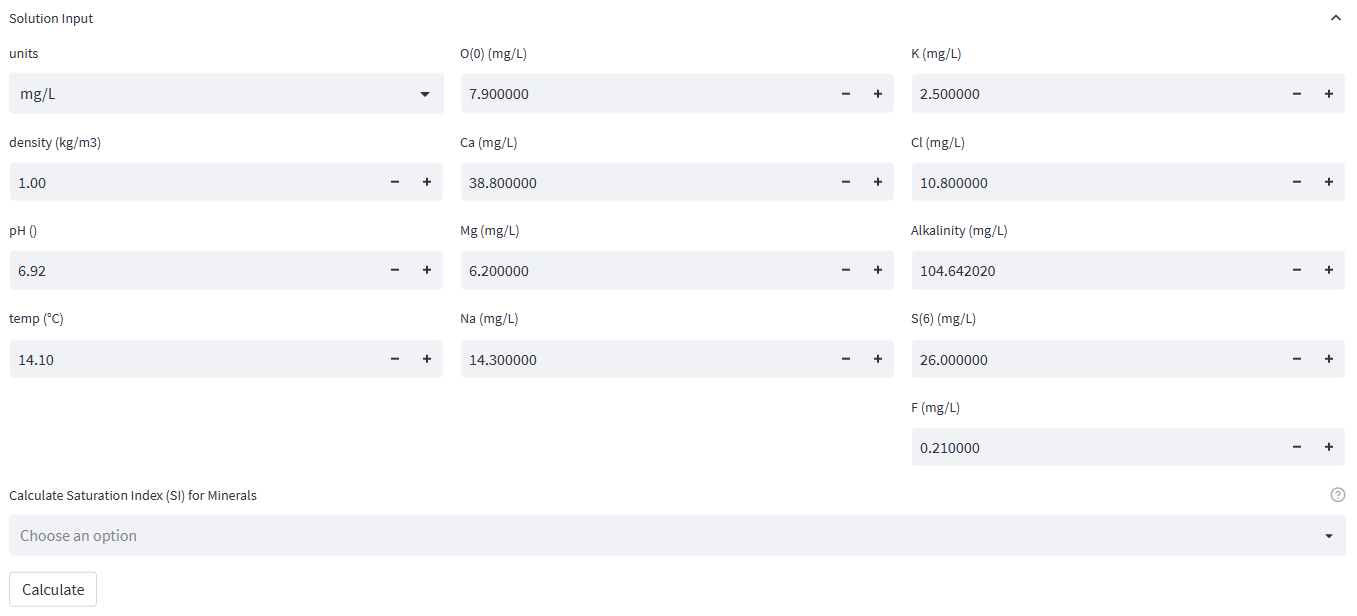 Solution Input
units
mg/L
density (kg/m3)
1.00
pH ()
6.92
temp (°C)
14.10
O(0) (mg/L)
7.900000
Ca (mg/L)
38.800000
Mg (mg/L)
6.200000
Na (mg/L)
14.300000
K (mg/L)
2.500000
Cl (mg/L)
10.800000
Alkalinity (mg/L)
104.642020
S(6) (mg/L)
26.000000
F (mg/L)
0.210000
Calculate Saturation Index (SI) for Minerals
Choose an option
Calculate